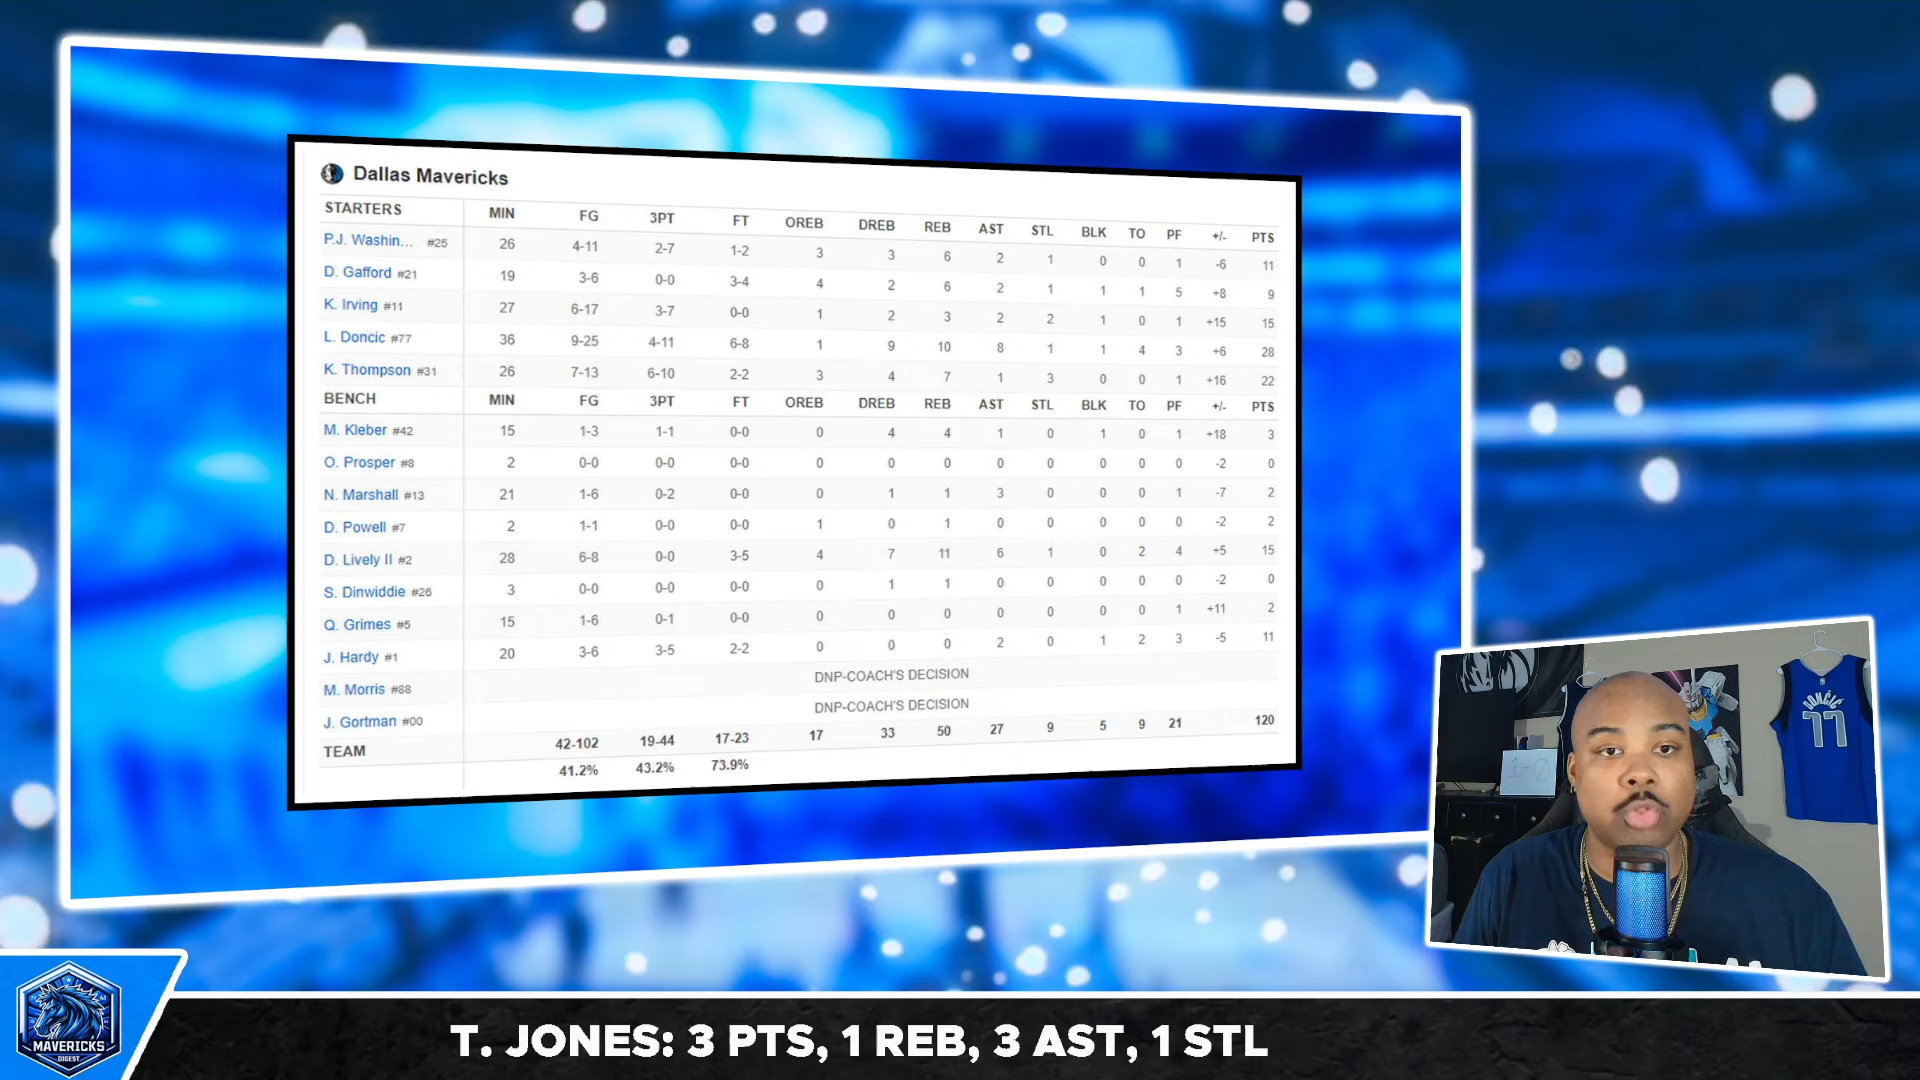 Dallas Mavericks
STARTERS MIN FG 3PT FT OREB DREB REB AST STL BLK TO PF +/- PTS
P.J. Washin... #25 26 4-11 2-7 1-2 3 3 6 2 1 0 0 1 -6 11
D. Gafford #21 19 3-6 0-0 3-4 4 2 6 2 1 1 1 5 +8 9
K. Irving #11 27 6-17 3-7 0-0 1 2 3 2 2 1 0 1 +15 15
L. Doncic #77 36 9-25 4-11 6-8 1 9 10 8 1 1 4 3 +6 28
K. Thompson #31 26 7-13 6-10 2-2 3 4 7 1 3 0 0 1 +16 22
BENCH MIN FG 3PT FT OREB DREB REB AST STL BLK TO PF +/- PTS
M. Kleber #42 15 1-3 1-1 0-0 0 4 4 1 0 1 0 1 +18 3
O. Prosper #8 2 0-0 0-0 0-0 0 0 0 0 0 0 0 0 -2 0
N. Marshall #13 21 1-6 0-2 0-0 0 1 1 3 0 0 0 1 -7 2
D. Powell #7 2 1-1 0-0 0-0 1 0 1 0 0 0 0 0 -2 2
D. Lively II #2 28 6-8 0-0 3-5 4 7 11 6 1 0 2 4 +5 15
S. Dinwiddie #26 3 0-0 0-0 0-0 0 1 1 0 0 0 0 0 -2 0
Q. Grimes #5 15 1-6 0-1 0-0 0 0 0 0 0 0 0 1 +11 2
J. Hardy #1 20 3-6 3-5 2-2 0 0 0 2 0 1 2 3 -5 11
M. Morris #88 DNP-COACH'S DECISION
J. Gortman #00 DNP-COACH'S DECISION
TEAM 42-102 19-44 17-23 17 33 50 27 9 5 9 21 120
41.2% 43.2% 73.9%
DONČIĆ
77
1-0
MAVERICKS
DIGEST
T. JONES: 3 PTS, 1 REB, 3 AST, 1 STL